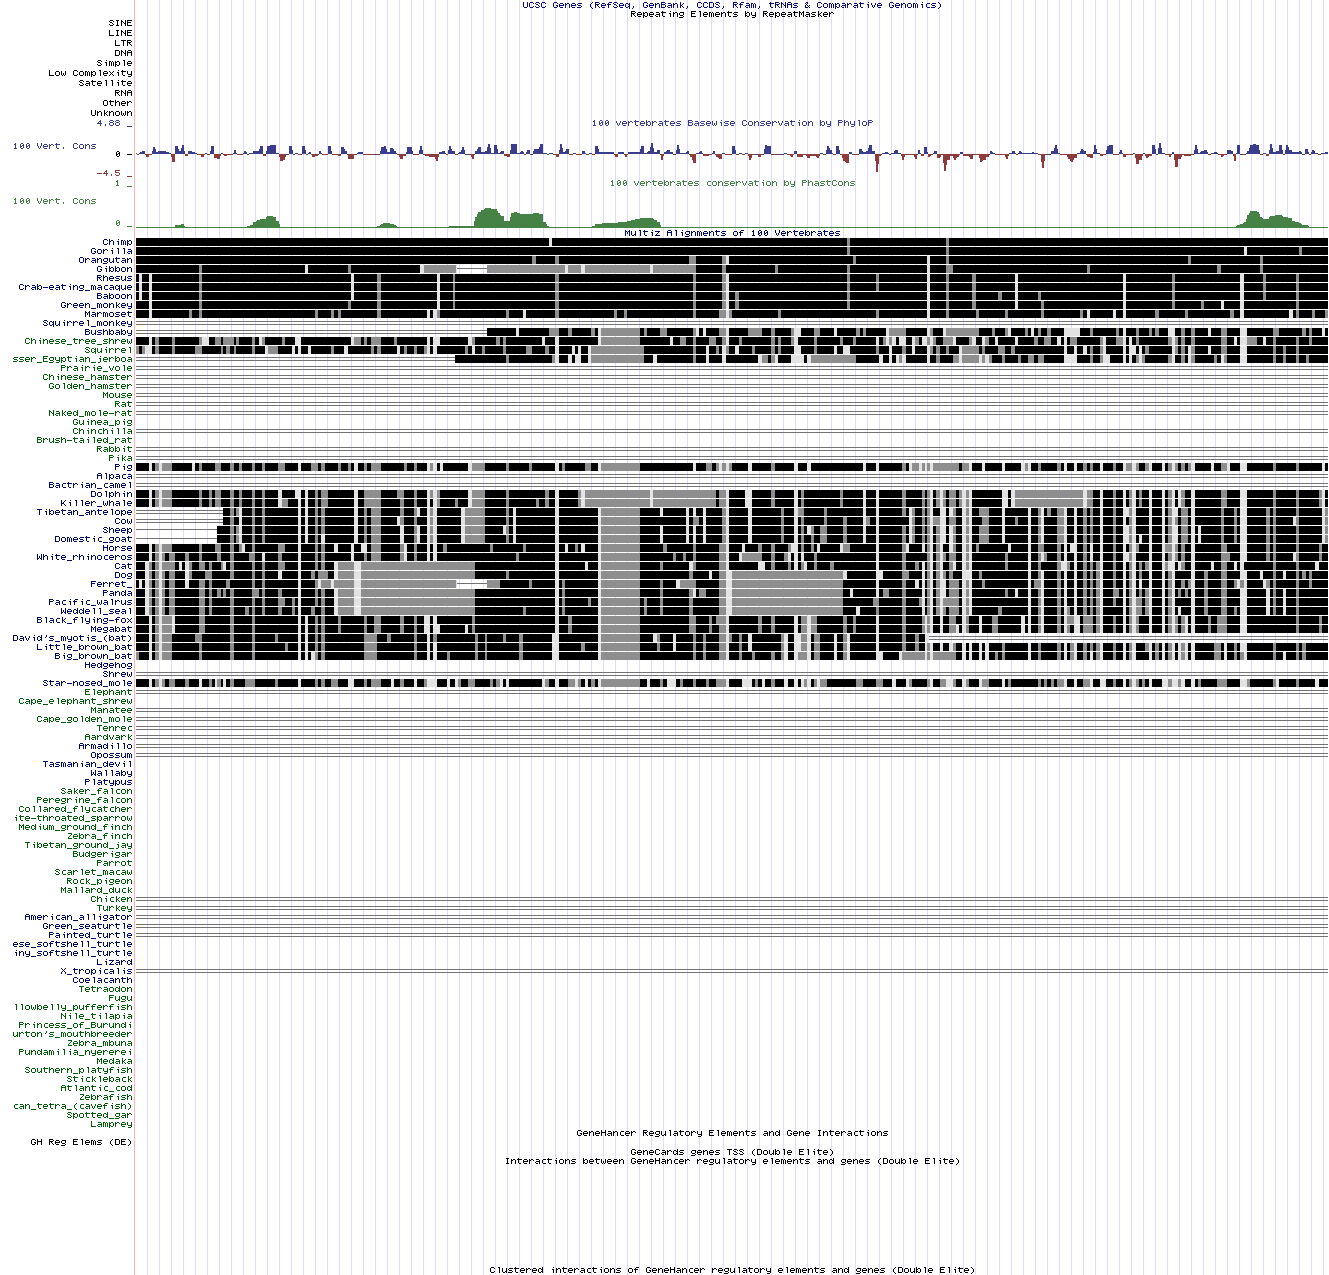 UCSC Genes (RefSeq, GenBank, CCDS, Rfam, tRNAs & Comparative Genomics)
Repeating Elements by RepeatMasker
SINE
LINE
LTR
DNA
Simple
Low Complexity
Satellite
RNA
Other
Unknown
4.88 _
100 vertebrates Basewise Conservation by PhyloP
100 Vert. Cons
0 _
-4.5 _
1 _
100 vertebrates conservation by PhastCons
100 Vert. Cons
0 _
Multiz Alignments of 100 Vertebrates
Chimp
Gorilla
Orangutan
Gibbon
Rhesus
Crab-eating_macaque
Baboon
Green_monkey
Marmoset
Squirrel_monkey
Bushbaby
Chinese_tree_shrew
Squirrel
sser_Egyptian_jerboa
Prairie_vole
Chinese_hamster
Golden_hamster
Mouse
Rat
Naked_mole-rat
Guinea_pig
Chinchilla
Brush-tailed_rat
Rabbit
Pika
Pig
Alpaca
Bactrian_camel
Dolphin
Killer_whale
Tibetan_antelope
Cow
Sheep
Domestic_goat
Horse
White_rhinoceros
Cat
Dog
Ferret_
Panda
Pacific_walrus
Weddell_seal
Black_flying-fox
Megabat
David's_myotis_(bat)
Little_brown_bat
Big_brown_bat
Hedgehog
Shrew
Star-nosed_mole
Elephant
Cape_elephant_shrew
Manatee
Cape_golden_mole
Tenrec
Aardvark
Armadillo
Opossum
Tasmanian_devil
Wallaby
Platypus
Saker_falcon
Peregrine_falcon
Collared_flycatcher
ite-throated_sparrow
Medium_ground_finch
Zebra_finch
Tibetan_ground_jay
Budgerigar
Parrot
Scarlet_macaw
Rock_pigeon
Mallard_duck
Chicken
Turkey
American_alligator
Green_seaturtle
Painted_turtle
ese_softshell_turtle
iny_softshell_turtle
Lizard
X_tropicalis
Coelacanth
Tetraodon
Fugu
llowbelly_pufferfish
Nile_tilapia
Princess_of_Burundi
urton's_mouthbreeder
Zebra_mbuna
Pundamilia_nyererei
Medaka
Southern_platyfish
Stickleback
Atlantic_cod
Zebrafish
can_tetra_(cavefish)
Spotted_gar
Lamprey
GeneHancer Regulatory Elements and Gene Interactions
GH Reg Elems (DE)
GeneCards genes TSS (Double Elite)
Interactions between GeneHancer regulatory elements and genes (Double Elite)
Clustered interactions of GeneHancer regulatory elements and genes (Double Elite)